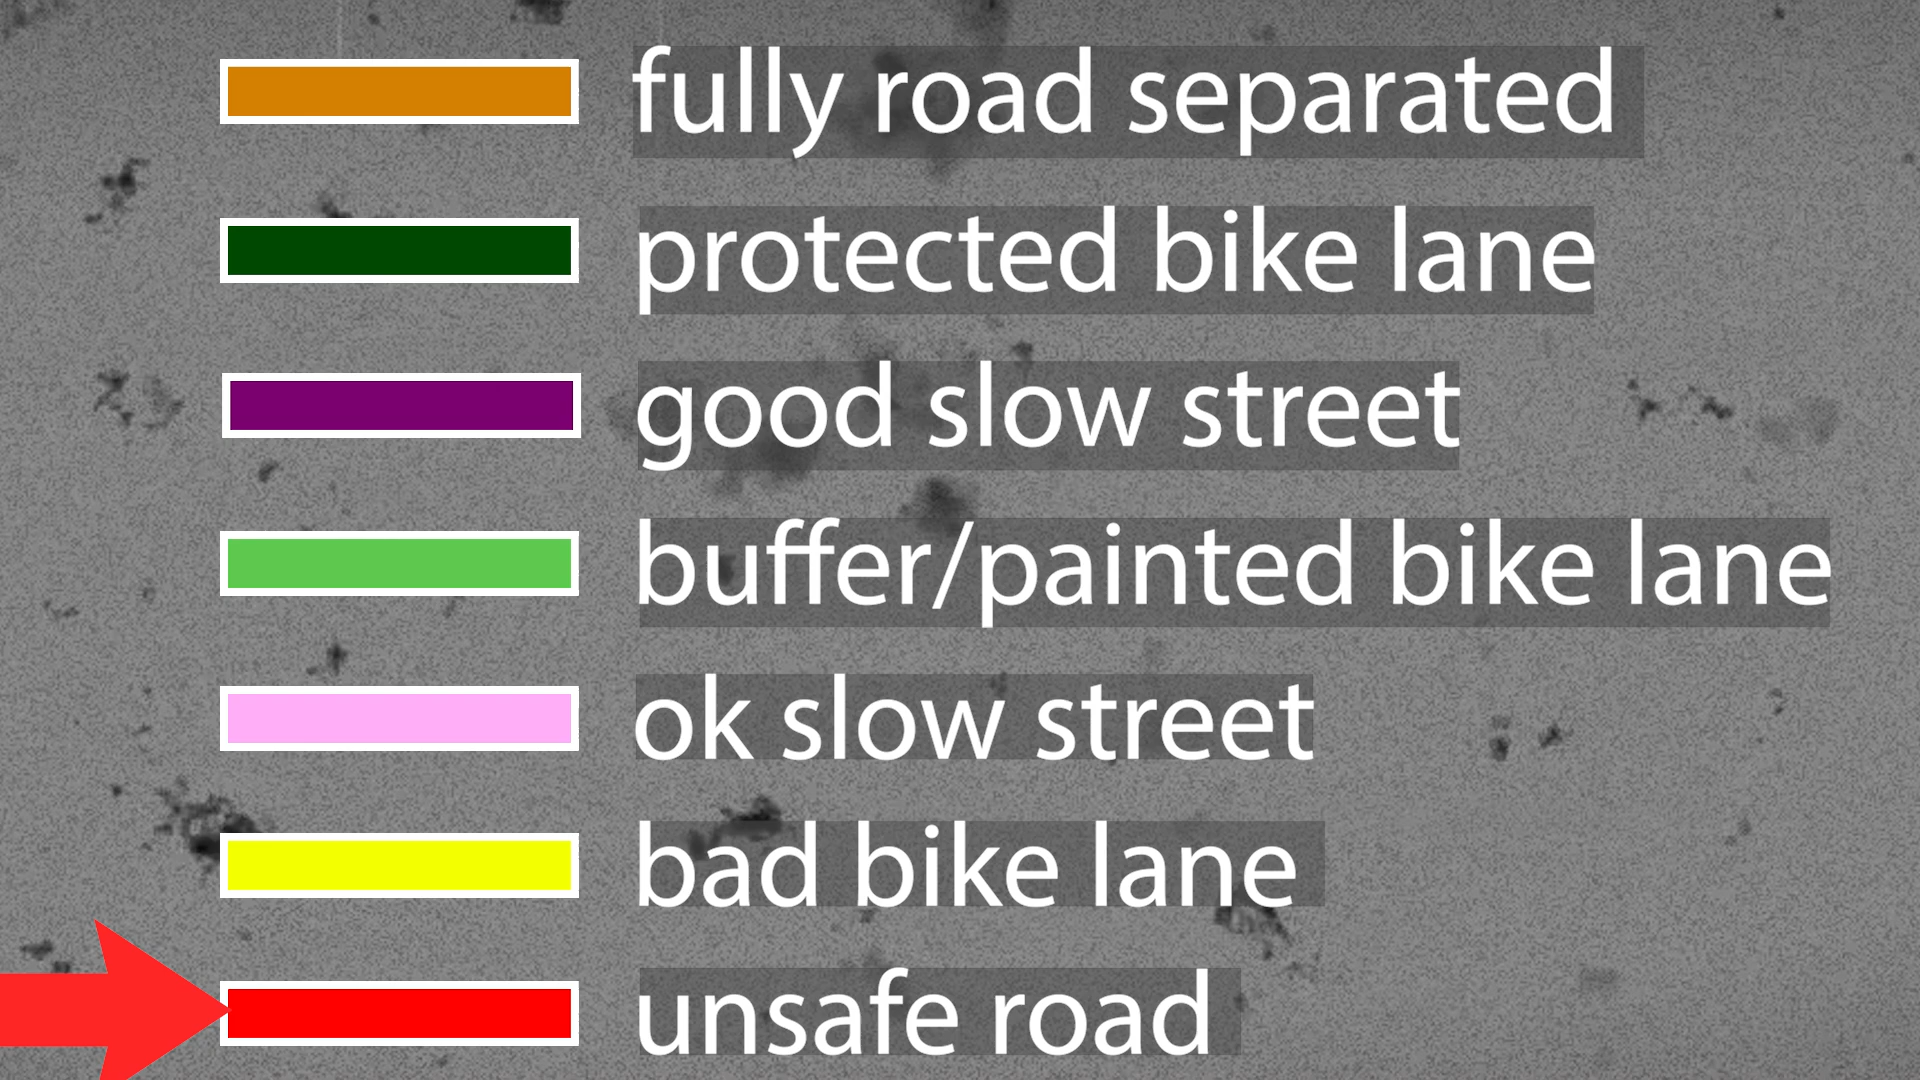 fully road separated
protected bike lane
good slow street
buffer/painted bike lane
ok slow street
bad bike lane
unsafe road